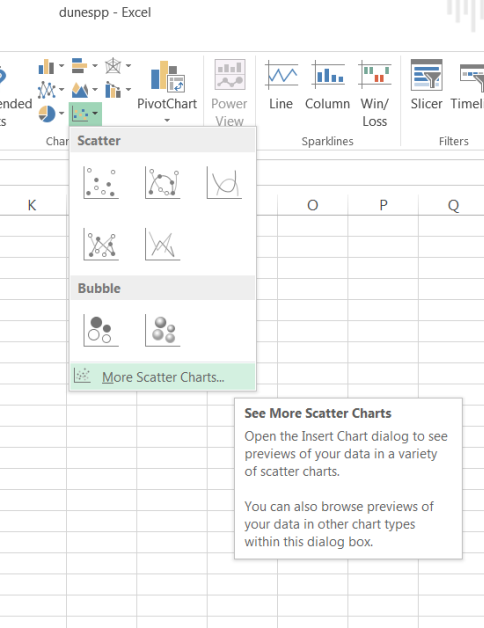 dunespp - Excel
ended
PivotChart
Power
View
Line
Column
Win/
Loss
Slicer
Timel
Char
Sparklines
Filters
Scatter
K
O
P
Q
Bubble
More Scatter Charts...
See More Scatter Charts
Open the Insert Chart dialog to see
previews of your data in a variety
of scatter charts.
You can also browse previews of
your data in other chart types
within this dialog box.